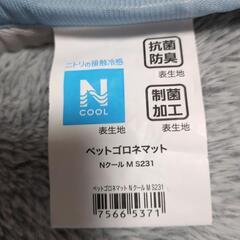 ニトリの接触冷感
N
COOL
表生地
抗菌
防臭
表生地
制菌
加工
表生地
ペットゴロネマット
Nクール M S231
ペットゴロネマット Nクール M S231
75665371